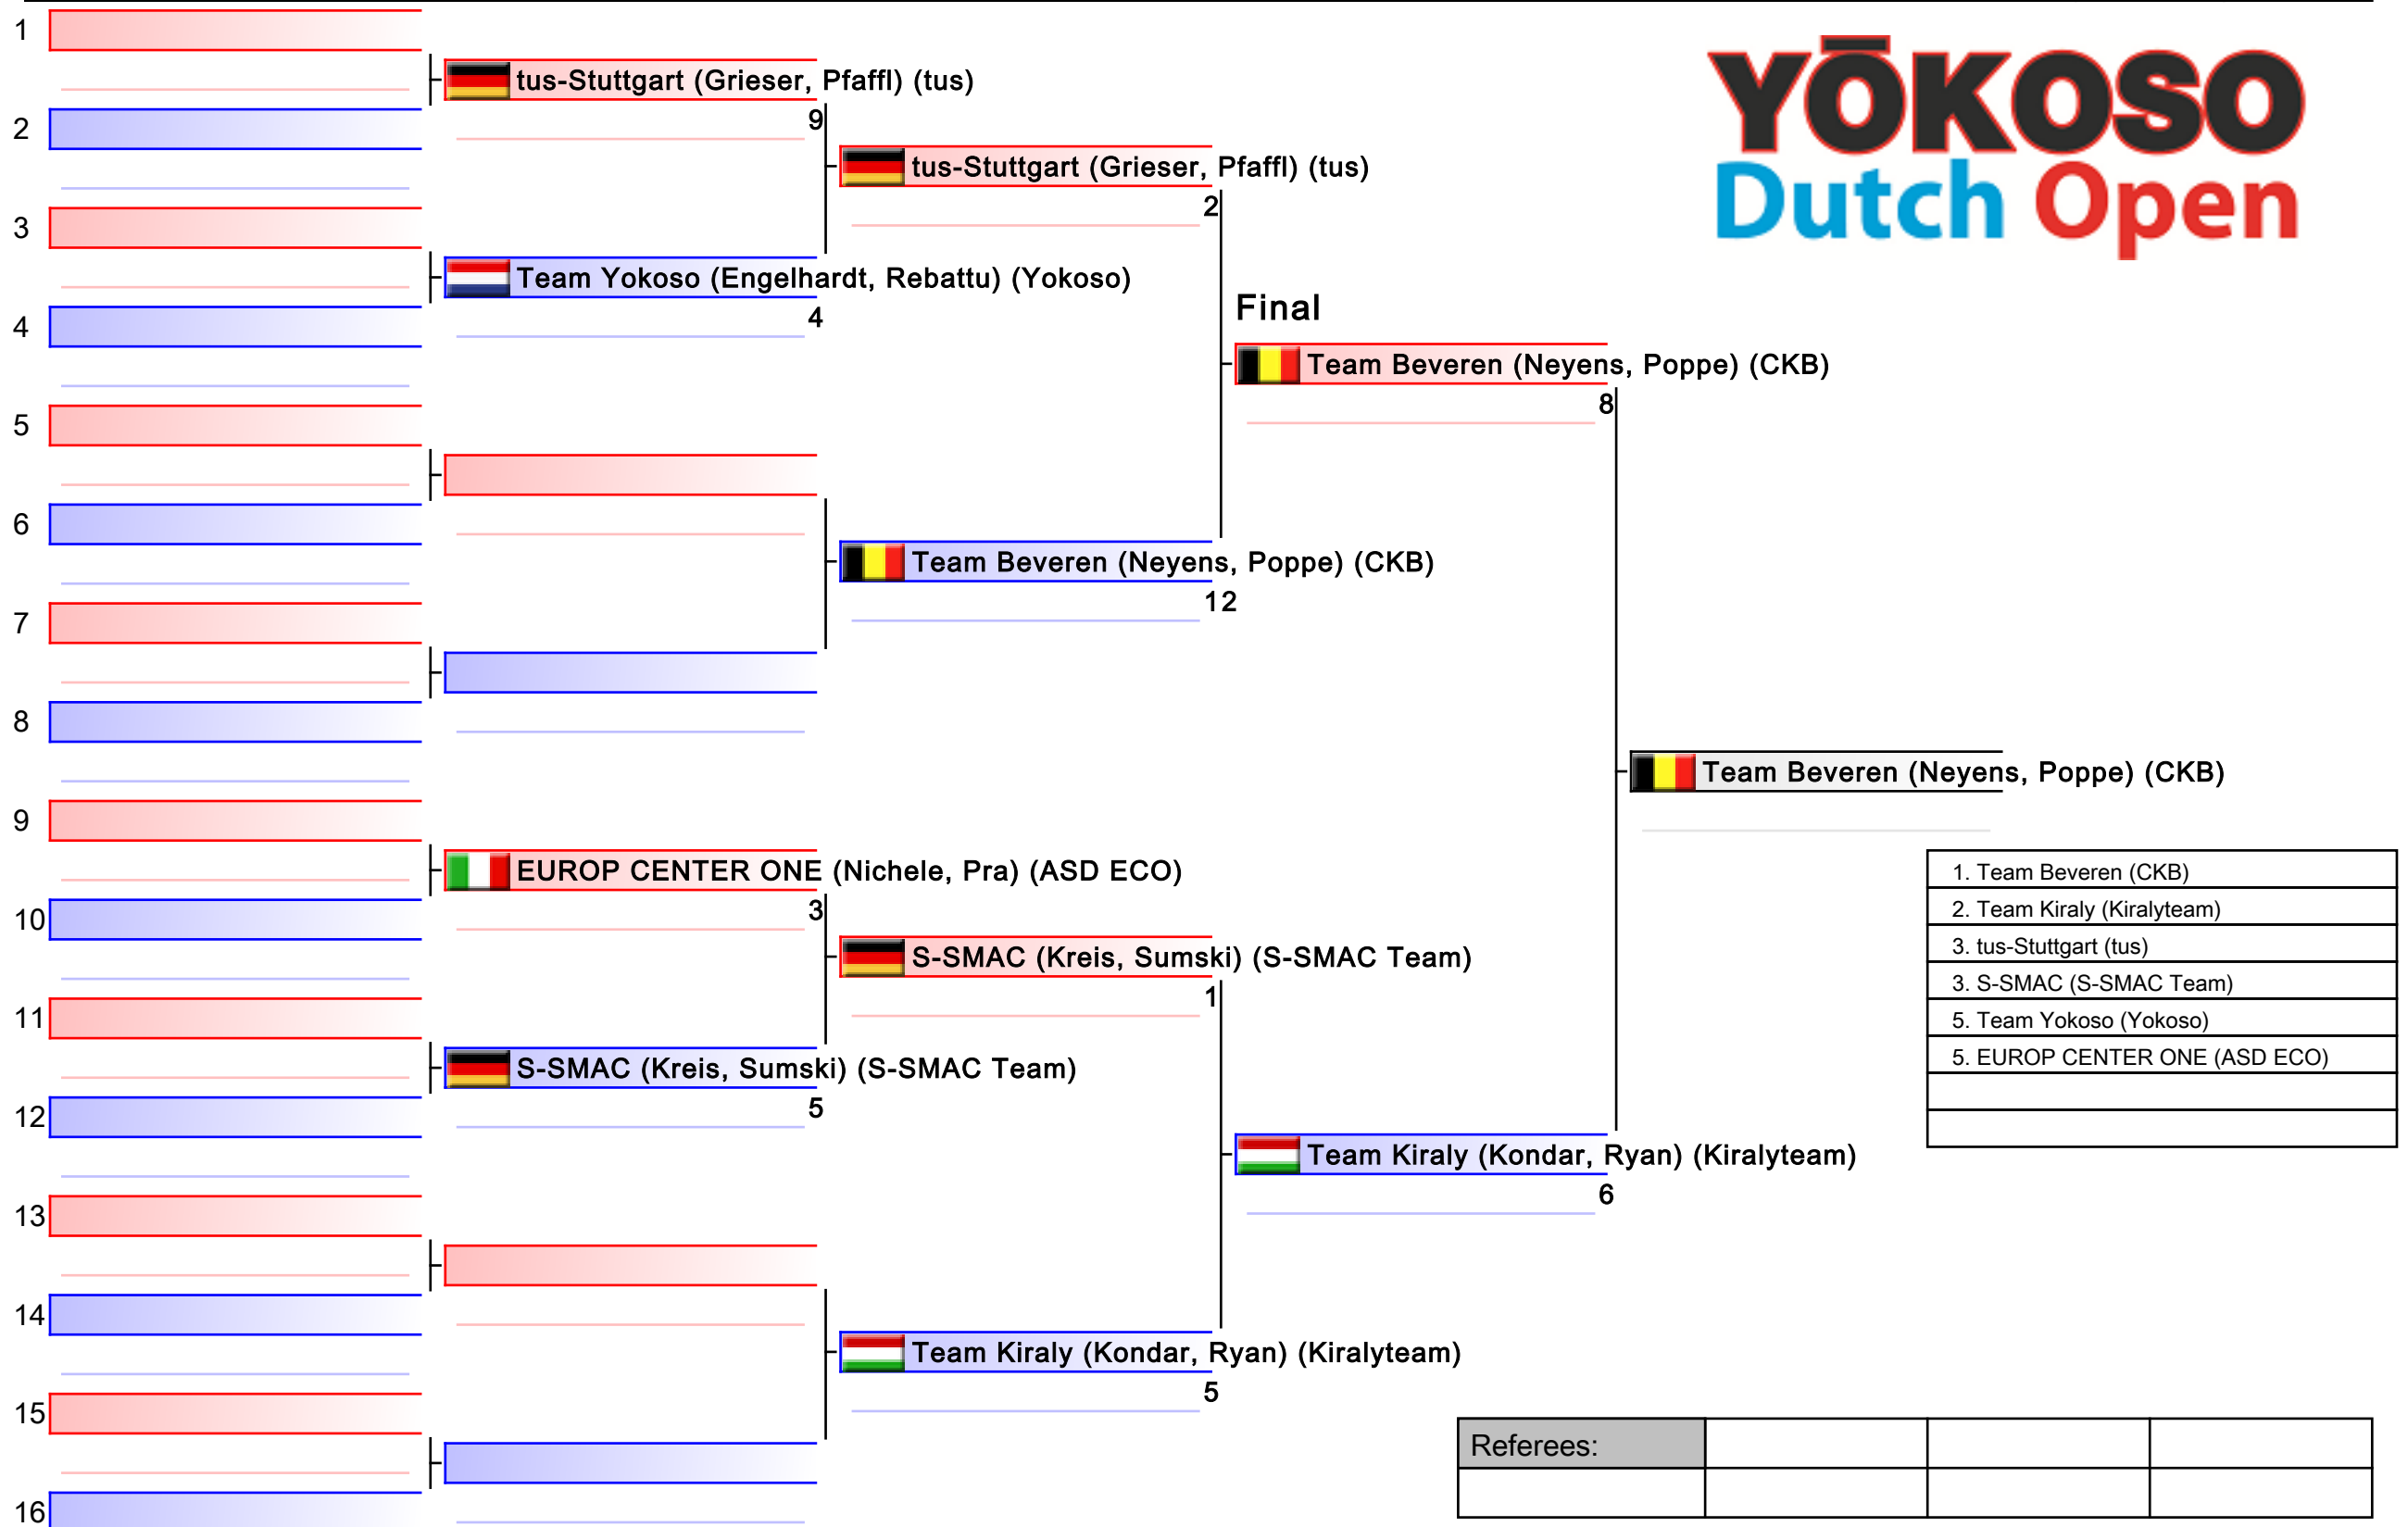 1
YŌKOSO
Dutch Open
tus-Stuttgart (Grieser, Pfaffl) (tus)
9
2
tus-Stuttgart (Grieser, Pfaffl) (tus)
2
3
Team Yokoso (Engelhardt, Rebattu) (Yokoso)
4
4
Final
Team Beveren (Neyens, Poppe) (CKB)
8
5
6
Team Beveren (Neyens, Poppe) (CKB)
12
7
8
Team Beveren (Neyens, Poppe) (CKB)
9
EUROP CENTER ONE (Nichele, Pra) (ASD ECO)
3
10
S-SMAC (Kreis, Sumski) (S-SMAC Team)
1
11
S-SMAC (Kreis, Sumski) (S-SMAC Team)
5
12
1. Team Beveren (CKB)
2. Team Kiraly (Kiralyteam)
3. tus-Stuttgart (tus)
3. S-SMAC (S-SMAC Team)
5. Team Yokoso (Yokoso)
5. EUROP CENTER ONE (ASD ECO)
Team Kiraly (Kondar, Ryan) (Kiralyteam)
6
13
14
Team Kiraly (Kondar, Ryan) (Kiralyteam)
5
15
16
Referees: